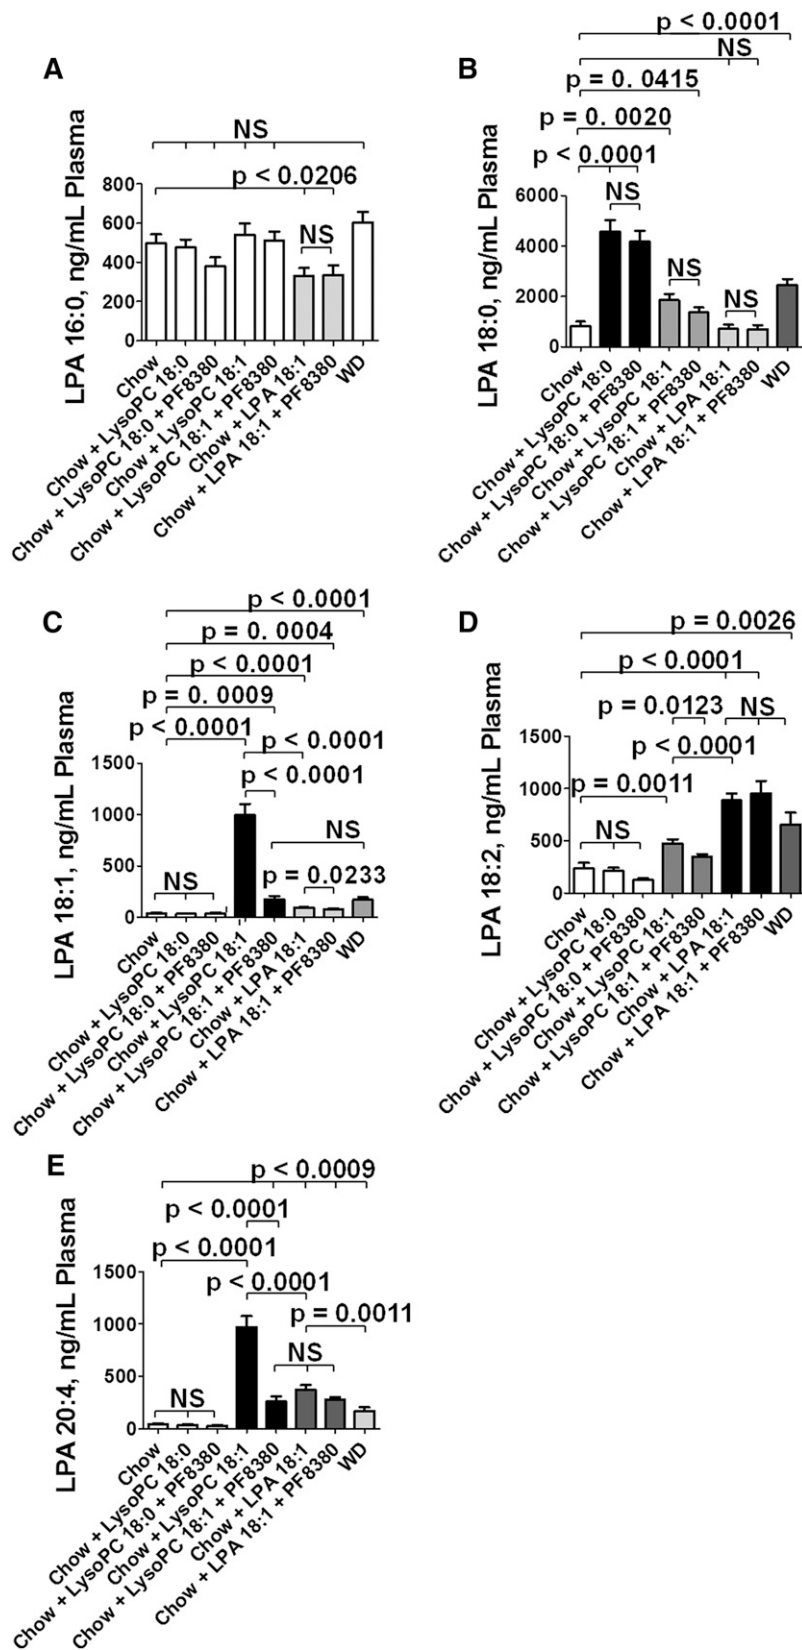 A
NS
p < 0.0206
NS
LPA 16:0, ng/mL Plasma
800
600
400
200
0
Chow
Chow + LysoPC 18:0
Chow + LysoPC 18:0 + PF8380
Chow + LysoPC 18:1
Chow + LysoPC 18:1 + PF8380
Chow + LPA 18:1
Chow + LPA 18:1 + PF8380
WD
B
p < 0.0001
NS
p = 0. 0415
p = 0. 0020
p < 0.0001
NS
NS
NS
LPA 18:0, ng/mL Plasma
6000
4000
2000
0
Chow
Chow + LysoPC 18:0
Chow + LysoPC 18:0 + PF8380
Chow + LysoPC 18:1
Chow + LysoPC 18:1 + PF8380
Chow + LPA 18:1
Chow + LPA 18:1 + PF8380
WD
C
p < 0.0001
p = 0. 0004
p < 0.0001
p = 0. 0009
p < 0.0001
p < 0.0001
p < 0.0001
NS
NS
p = 0.0233
LPA 18:1, ng/mL Plasma
1500
1000
500
0
Chow
Chow + LysoPC 18:0
Chow + LysoPC 18:0 + PF8380
Chow + LysoPC 18:1
Chow + LysoPC 18:1 + PF8380
Chow + LPA 18:1
Chow + LPA 18:1 + PF8380
WD
D
p = 0.0026
p < 0.0001
p = 0.0123
NS
p < 0.0001
p = 0.0011
NS
LPA 18:2, ng/mL Plasma
1500
1000
500
0
Chow
Chow + LysoPC 18:0
Chow + LysoPC 18:0 + PF8380
Chow + LysoPC 18:1
Chow + LysoPC 18:1 + PF8380
Chow + LPA 18:1
Chow + LPA 18:1 + PF8380
WD
E
p < 0.0009
p < 0.0001
p < 0.0001
p < 0.0001
p = 0.0011
NS
NS
LPA 20:4, ng/mL Plasma
1500
1000
500
0
Chow
Chow + LysoPC 18:0
Chow + LysoPC 18:0 + PF8380
Chow + LysoPC 18:1
Chow + LysoPC 18:1 + PF8380
Chow + LPA 18:1
Chow + LPA 18:1 + PF8380
WD